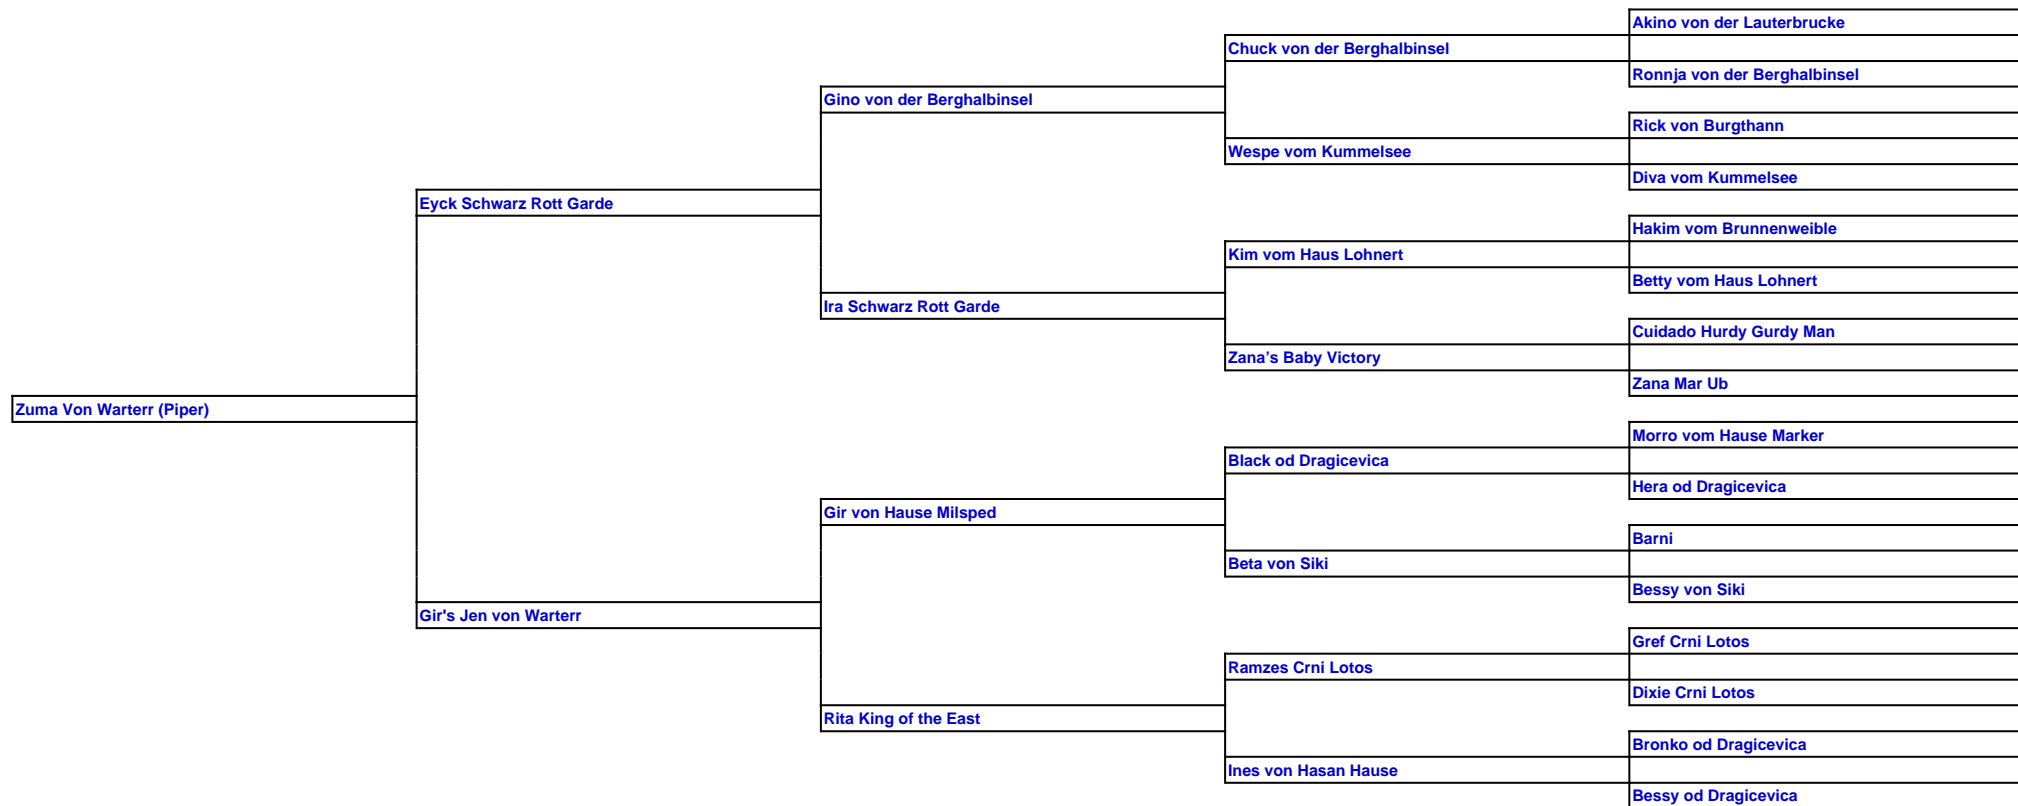 Akino von der Lauterbrucke
Chuck von der Berghalbinsel
Ronnja von der Berghalbinsel
Gino von der Berghalbinsel
Rick von Burgthann
Wespe vom Kummelsee
Diva vom Kummelsee
Eyck Schwarz Rott Garde
Hakim vom Brunnenweible
Kim vom Haus Lohnert
Betty vom Haus Lohnert
Ira Schwarz Rott Garde
Cuidado Hurdy Gurdy Man
Zana’s Baby Victory
Zana Mar Ub
Zuma Von Warterr (Piper)
Morro vom Hause Marker
Black od Dragicevica
Hera od Dragicevica
Gir von Hause Milsped
Barni
Beta von Siki
Bessy von Siki
Gir's Jen von Warterr
Gref Crni Lotos
Ramzes Crni Lotos
Dixie Crni Lotos
Rita King of the East
Bronko od Dragicevica
Ines von Hasan Hause
Bessy od Dragicevica